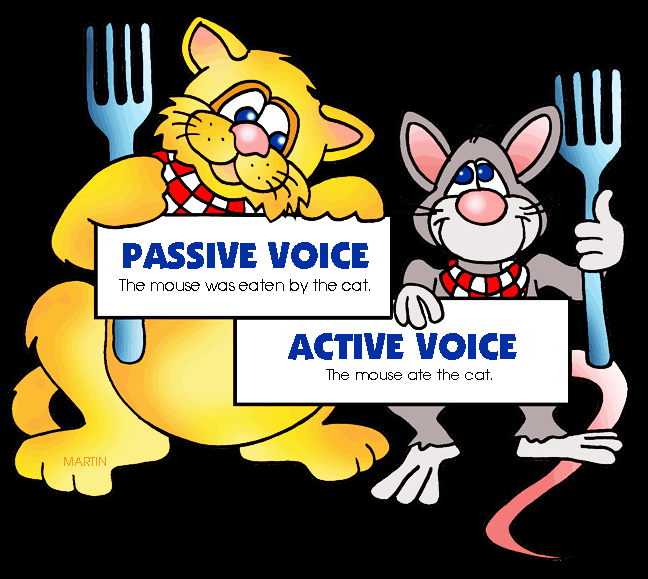 PASSIVE VOICE
The mouse was eaten by the cat.
ACTIVE VOICE
The mouse ate the cat.
MARTIN